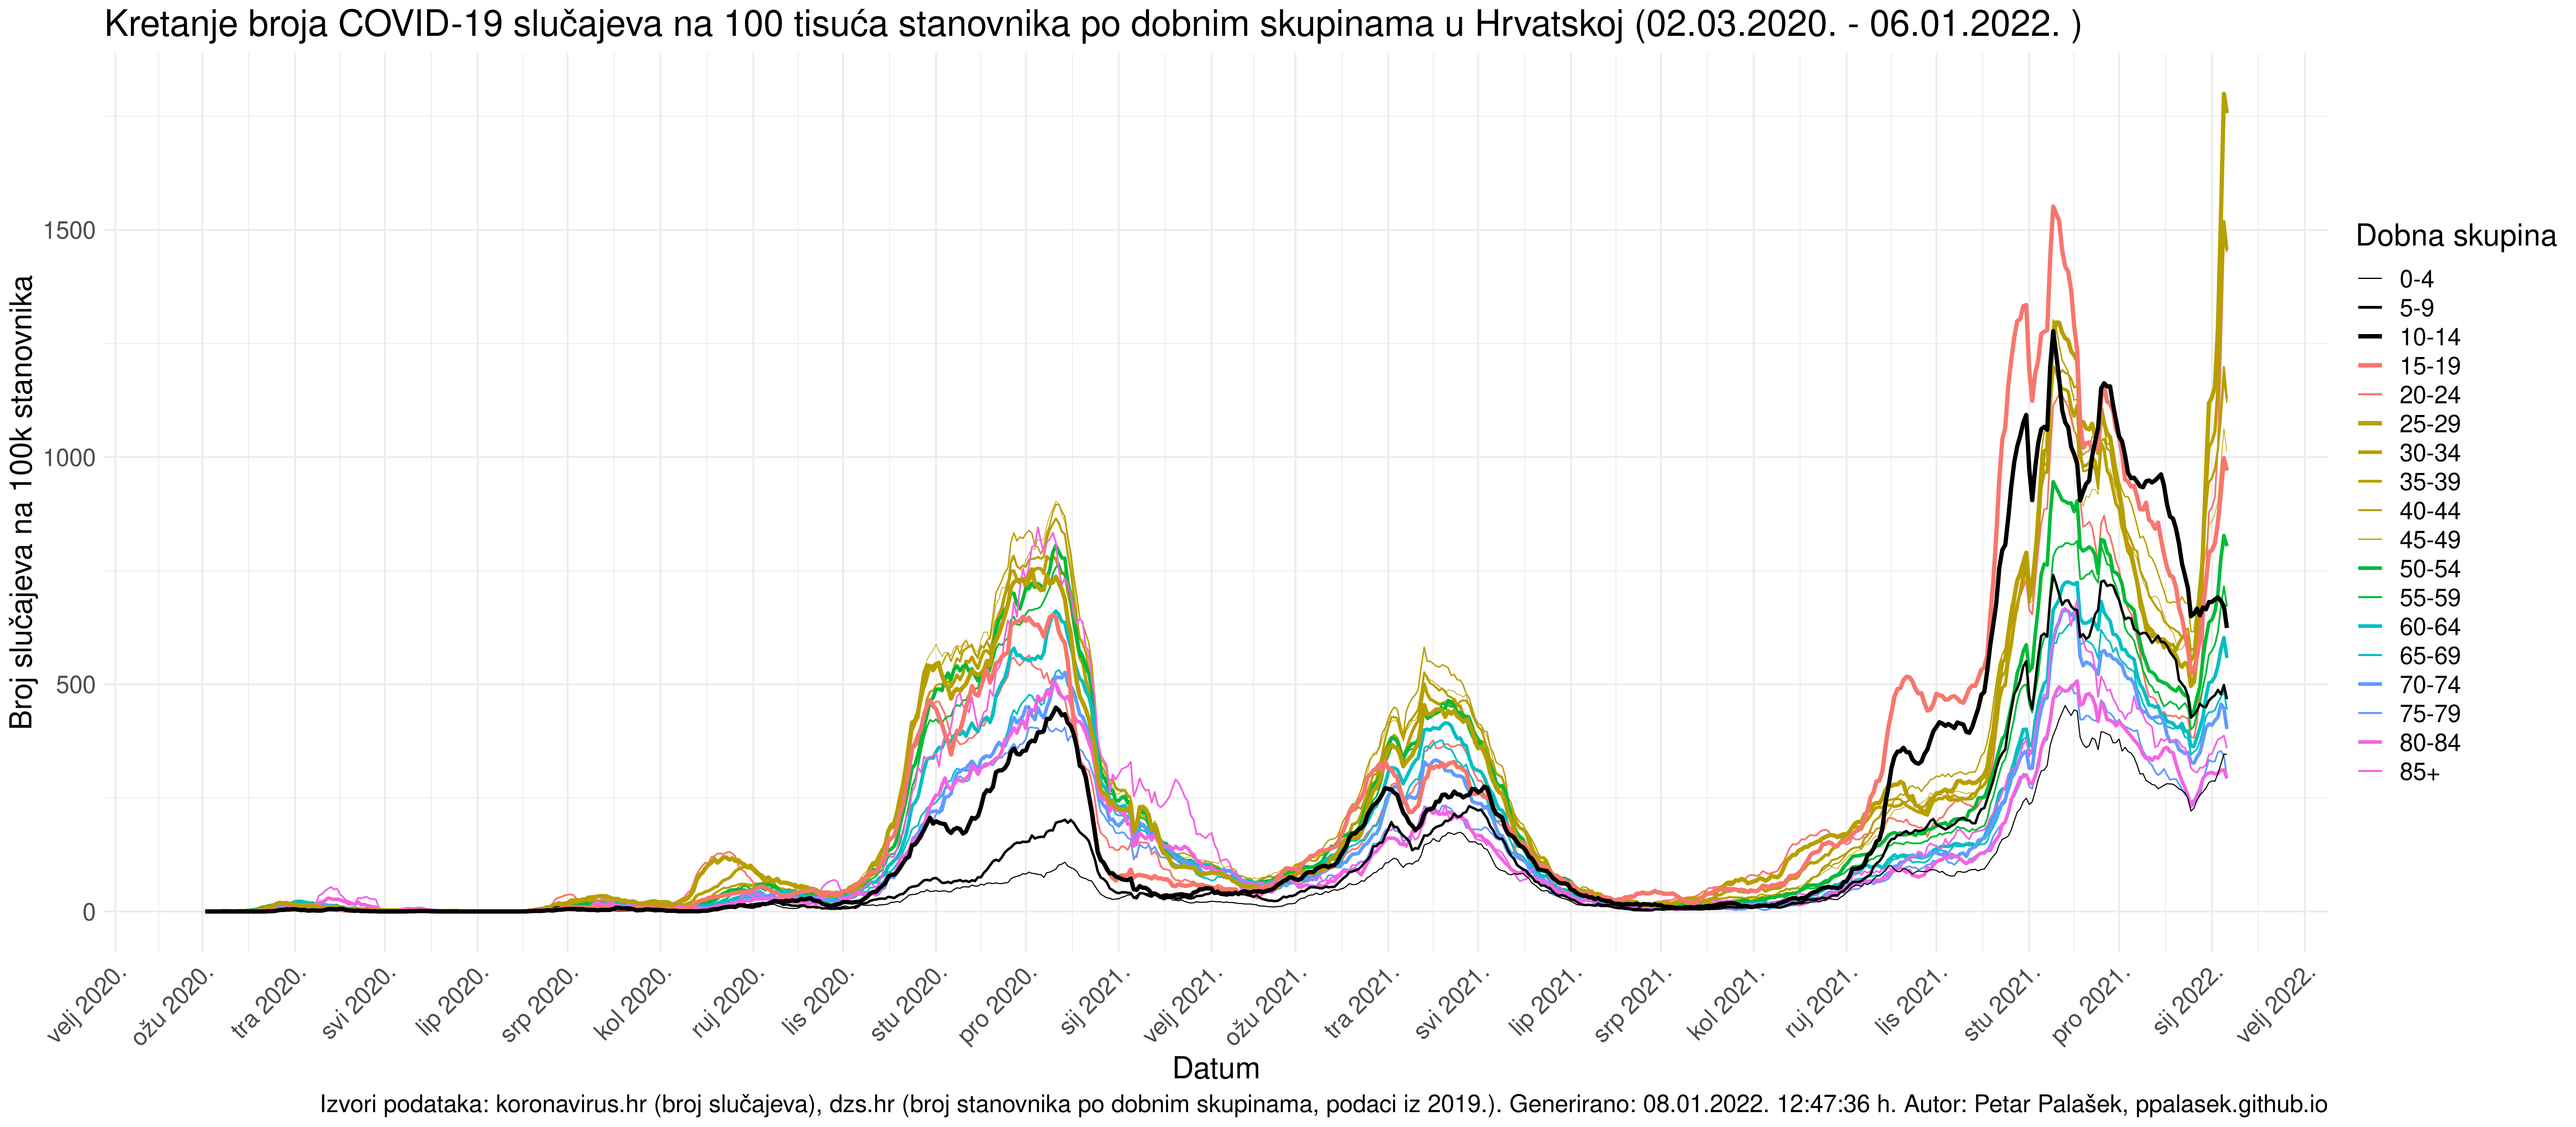 Kretanje broja COVID-19 slučajeva na 100 tisuća stanovnika po dobnim skupinama u Hrvatskoj (02.03.2020. - 06.01.2022. )
Broj slučajeva na 100k stanovnika
1500
1000
500
0
velj 2020.
ožu 2020.
tra 2020.
svi 2020.
lip 2020.
srp 2020.
kol 2020.
ruj 2020.
lis 2020.
stu 2020.
pro 2020.
sij 2021.
velj 2021.
ožu 2021.
tra 2021.
svi 2021.
lip 2021.
srp 2021.
kol 2021.
ruj 2021.
lis 2021.
stu 2021.
pro 2021.
sij 2022.
velj 2022.
Datum
Dobna skupina
0-4
5-9
10-14
15-19
20-24
25-29
30-34
35-39
40-44
45-49
50-54
55-59
60-64
65-69
70-74
75-79
80-84
85+
Izvori podataka: koronavirus.hr (broj slučajeva), dzs.hr (broj stanovnika po dobnim skupinama, podaci iz 2019.). Generirano: 08.01.2022. 12:47:36 h. Autor: Petar Palašek, ppalasek.github.io